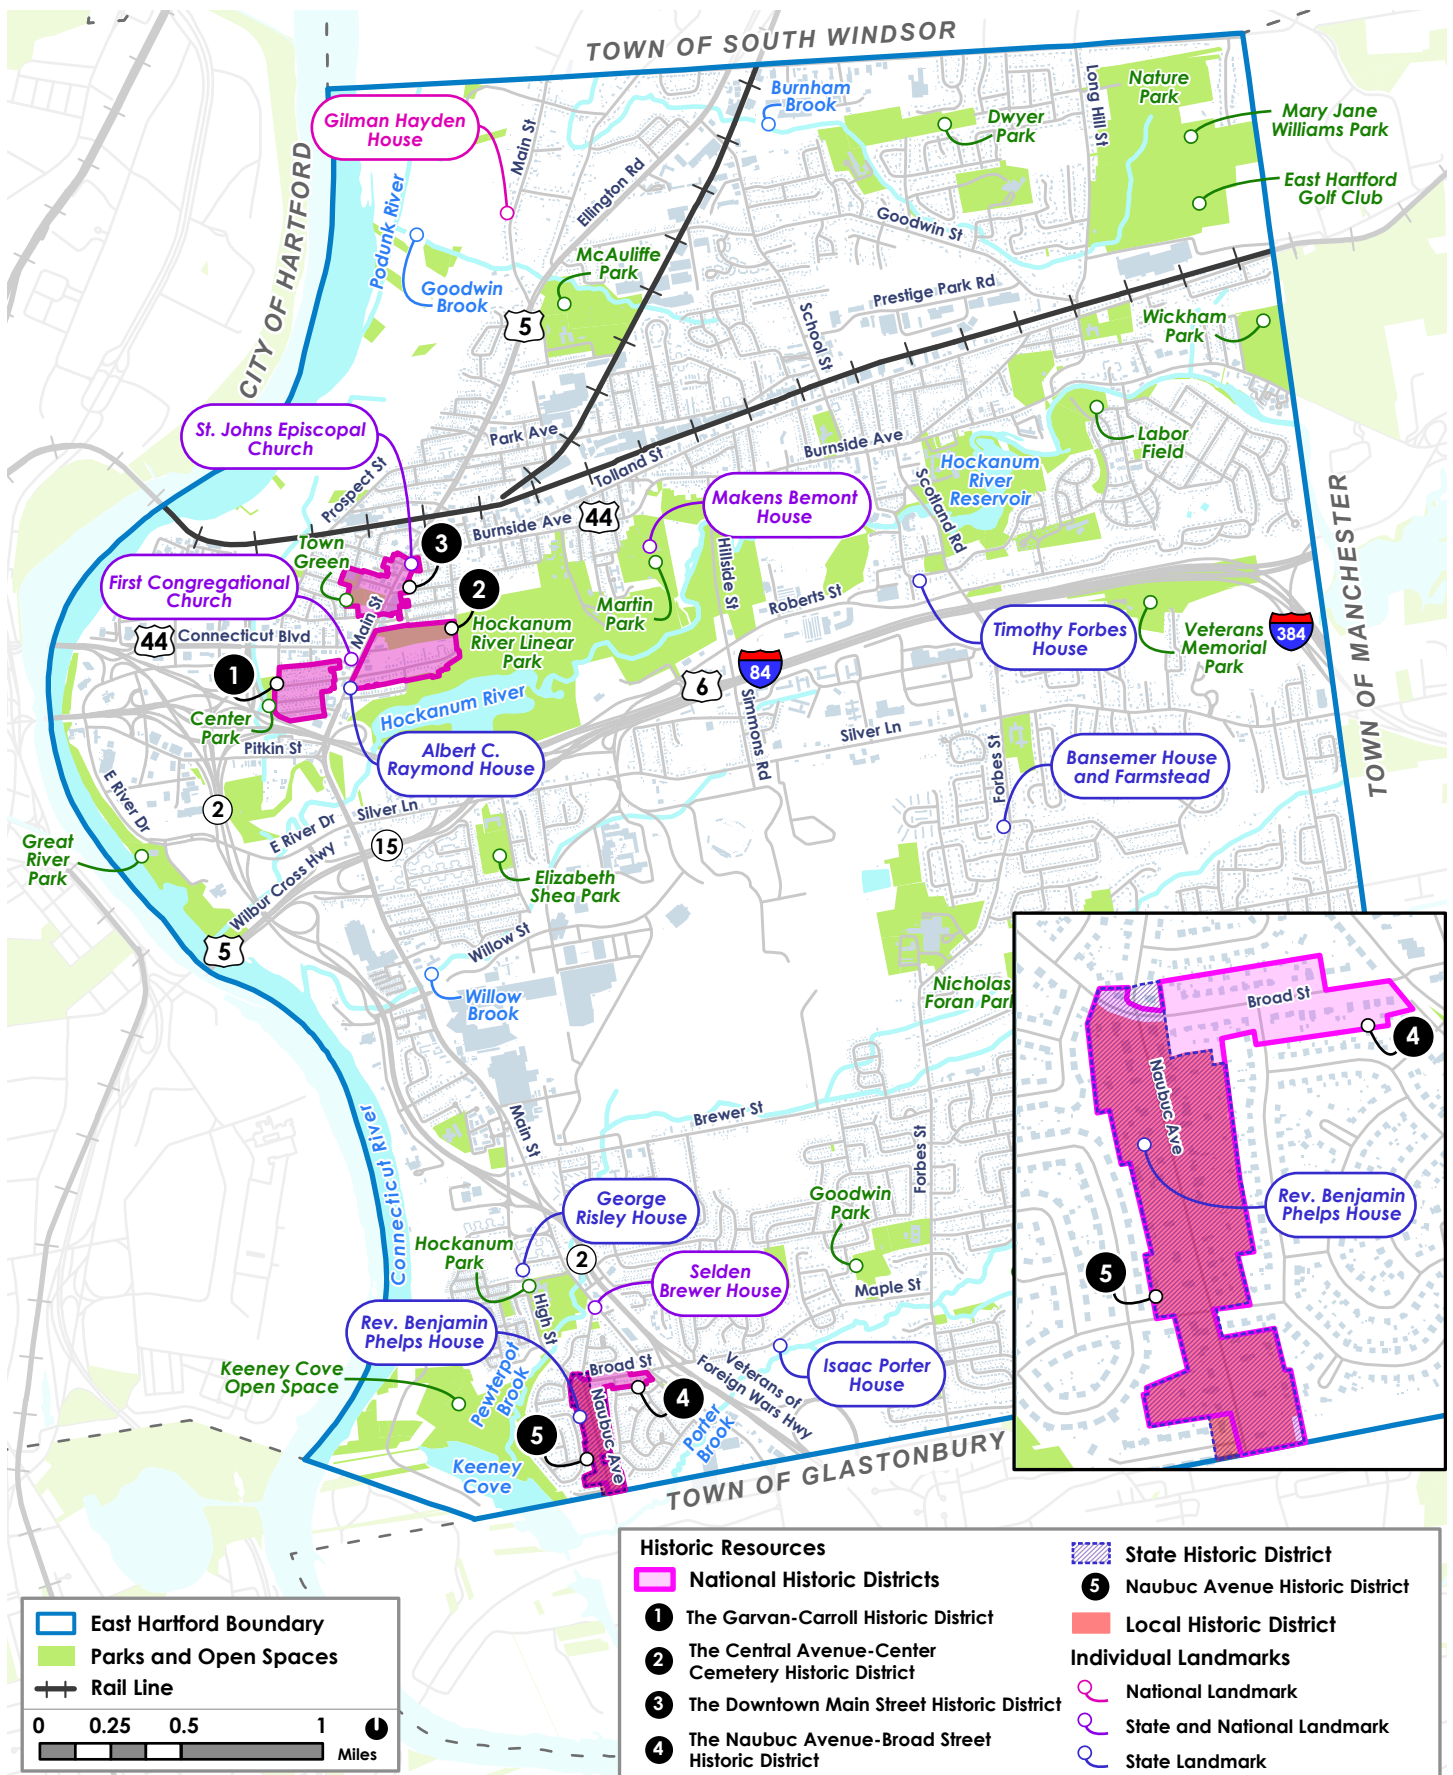 TOWN OF SOUTH WINDSOR
Burnham
Brook
Long Hill St
Nature
Park
Gilman Hayden
House
Main St
Dwyer
Park
Mary Jane
Williams Park
CITY OF HARTFORD
Podunk River
Ellington Rd
East Hartford
Golf Club
Goodwin St
McAuliffe
Park
Goodwin
Brook
5
Prestige Park Rd
School St
Wickham
Park
St. Johns Episcopal
Church
Park Ave
Burnside Ave
Labor
Field
Tolland St
Hockanum
River
Reservoir
Prospect St
Scotland Rd
Makens Bemont
House
44
Burnside Ave
Town
Green
3
Hillside St
First Congregational
Church
2
Main St
Martin
Park
Roberts St
Hockanum
River Linear
Park
44
Connecticut Blvd
Timothy Forbes
House
Veterans
Memorial
Park
384
TOWN OF MANCHESTER
1
84
6
Hockanum River
Center
Park
Pitkin St
Simmons Rd
Silver Ln
Albert C.
Raymond House
Forbes St
Bansemer House
and Farmstead
E River Dr
2
Silver Ln
E River Dr
15
Great
River
Park
Wilbur Cross Hwy
Elizabeth
Shea Park
5
Willow St
Willow
Brook
Nicholas
Foran Park
Broad St
4
Naubuc Ave
Rev. Benjamin
Phelps House
5
Connecticut River
Main St
Brewer St
Forbes St
George
Risley House
Goodwin
Park
Hockanum
Park
2
Selden
Brewer House
Maple St
High St
Rev. Benjamin
Phelps House
Isaac Porter
House
Keeney Cove
Open Space
Pewterpot
Brook
Broad St
Veterans of
Foreign Wars Hwy
4
Naubuc Ave
Porter
Brook
5
Keeney
Cove
TOWN OF GLASTONBURY
East Hartford Boundary
Parks and Open Spaces
Rail Line
0 0.25 0.5 1
Miles
Historic Resources
National Historic Districts
1 The Garvan-Carroll Historic District
2 The Central Avenue-Center
Cemetery Historic District
3 The Downtown Main Street Historic District
4 The Naubuc Avenue-Broad Street
Historic District
State Historic District
5 Naubuc Avenue Historic District
Local Historic District
Individual Landmarks
National Landmark
State and National Landmark
State Landmark